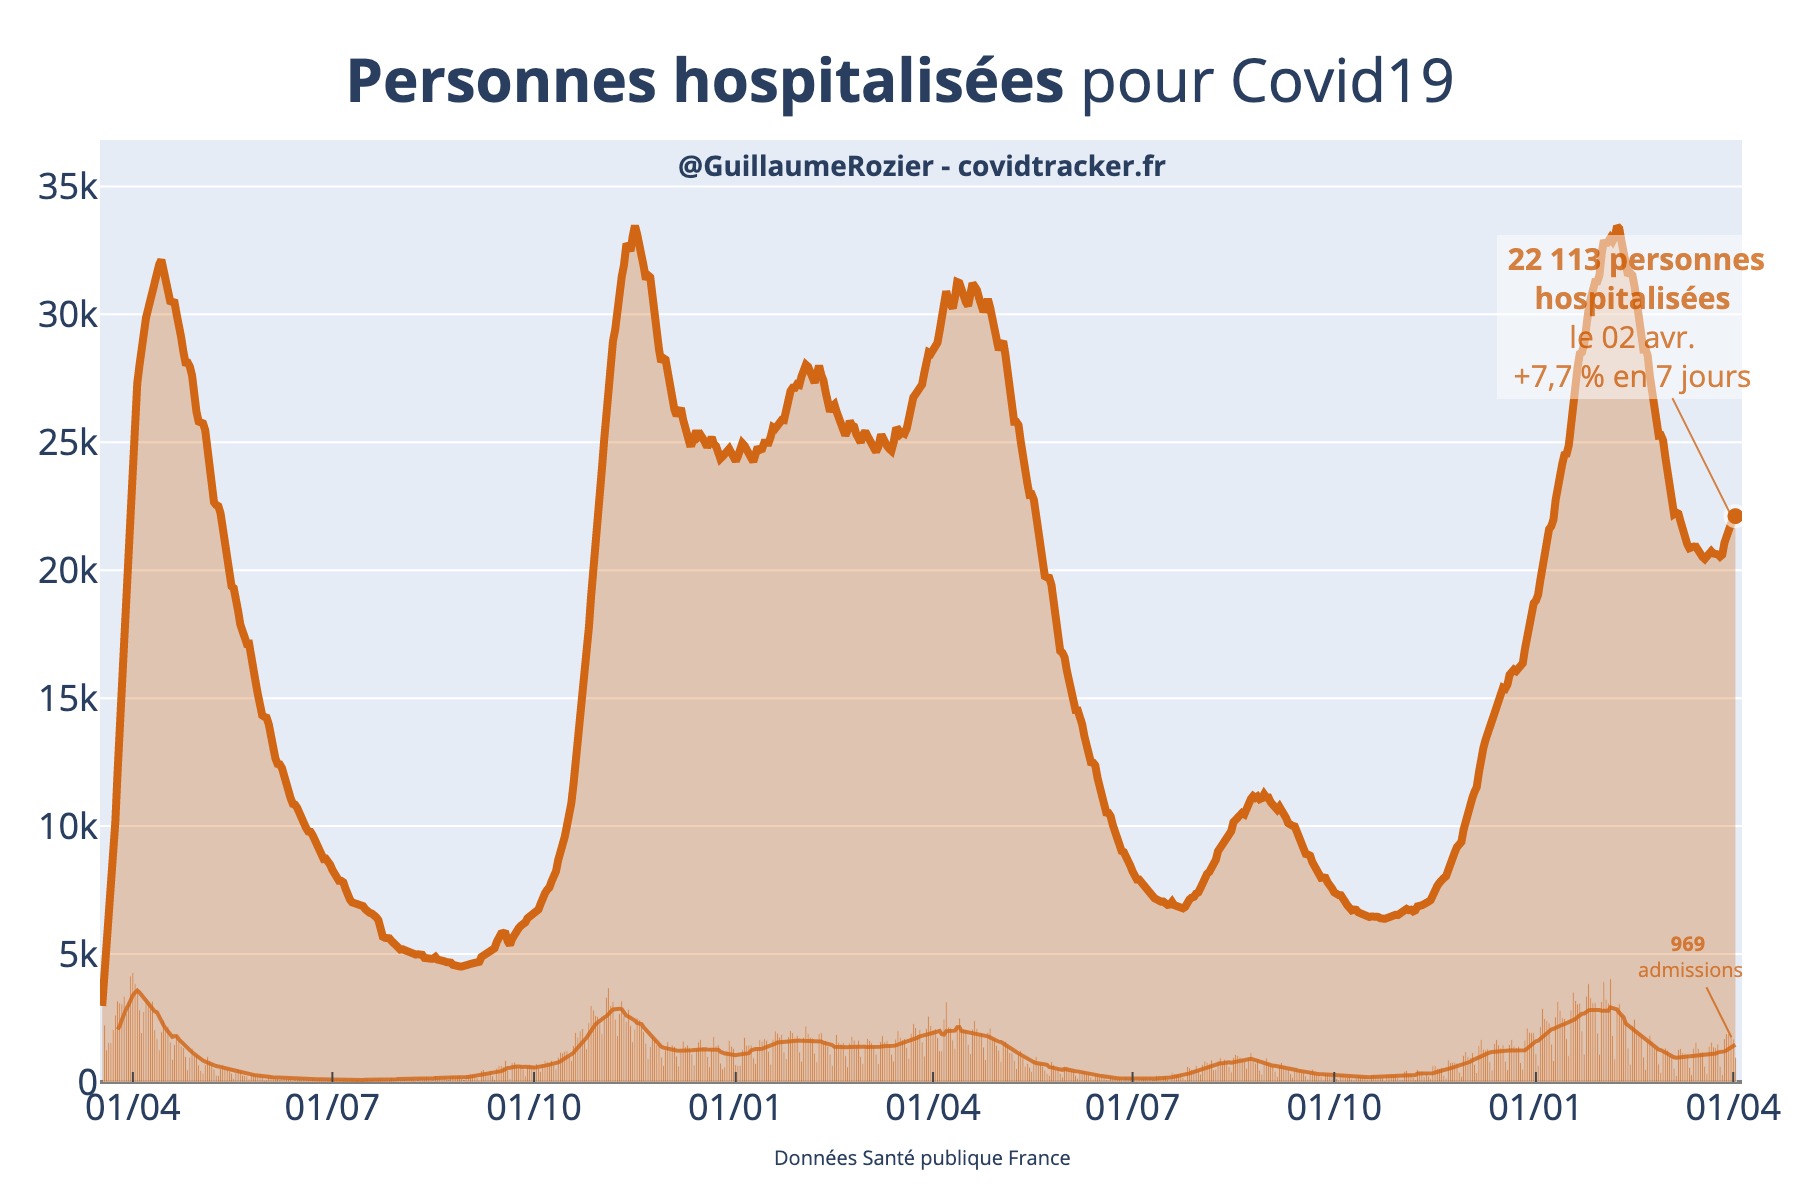 Personnes hospitalisées pour Covid19
@GuillaumeRozier - covidtracker.fr
35k
30k
25k
20k
15k
10k
5k
0
22 113 personnes
hospitalisées
le 02 avr.
+7,7 % en 7 jours
969
admissions
01/04
01/07
01/10
01/01
01/04
01/07
01/10
01/01
01/04
Données Santé publique France